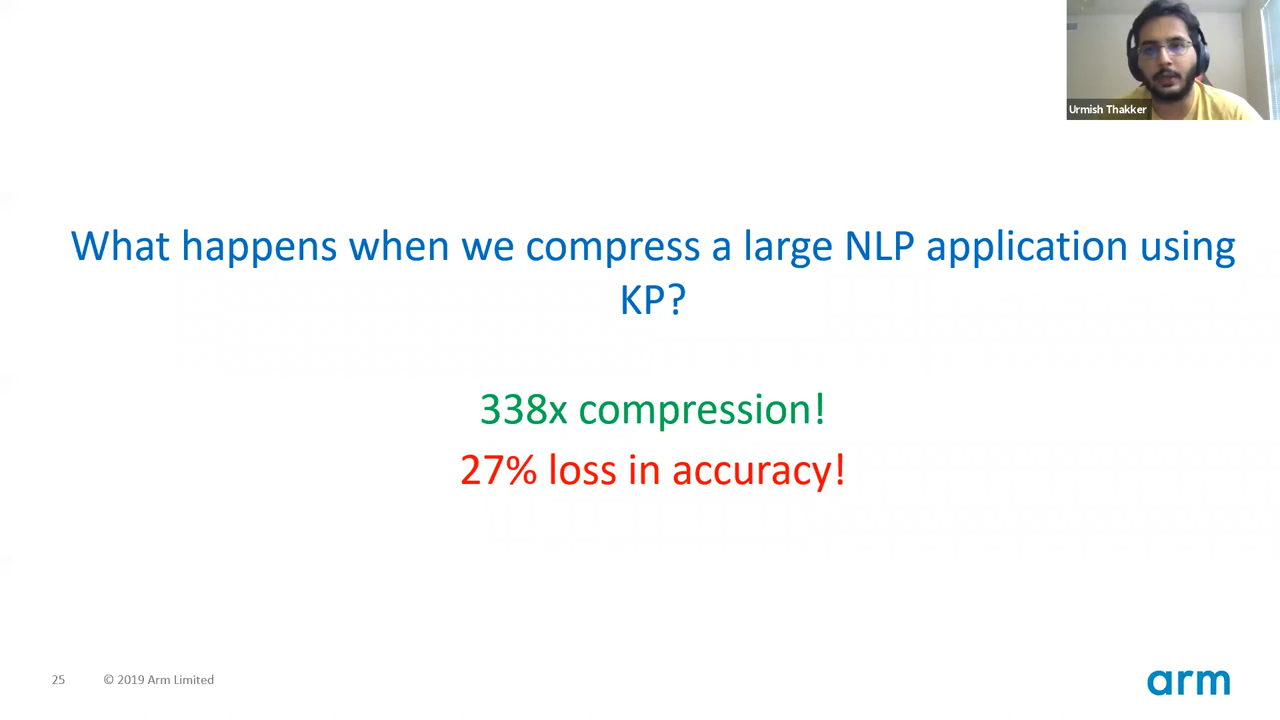 Urmish Thakker
What happens when we compress a large NLP application using
KP?
338x compression!
27% loss in accuracy!
25 © 2019 Arm Limited
arm